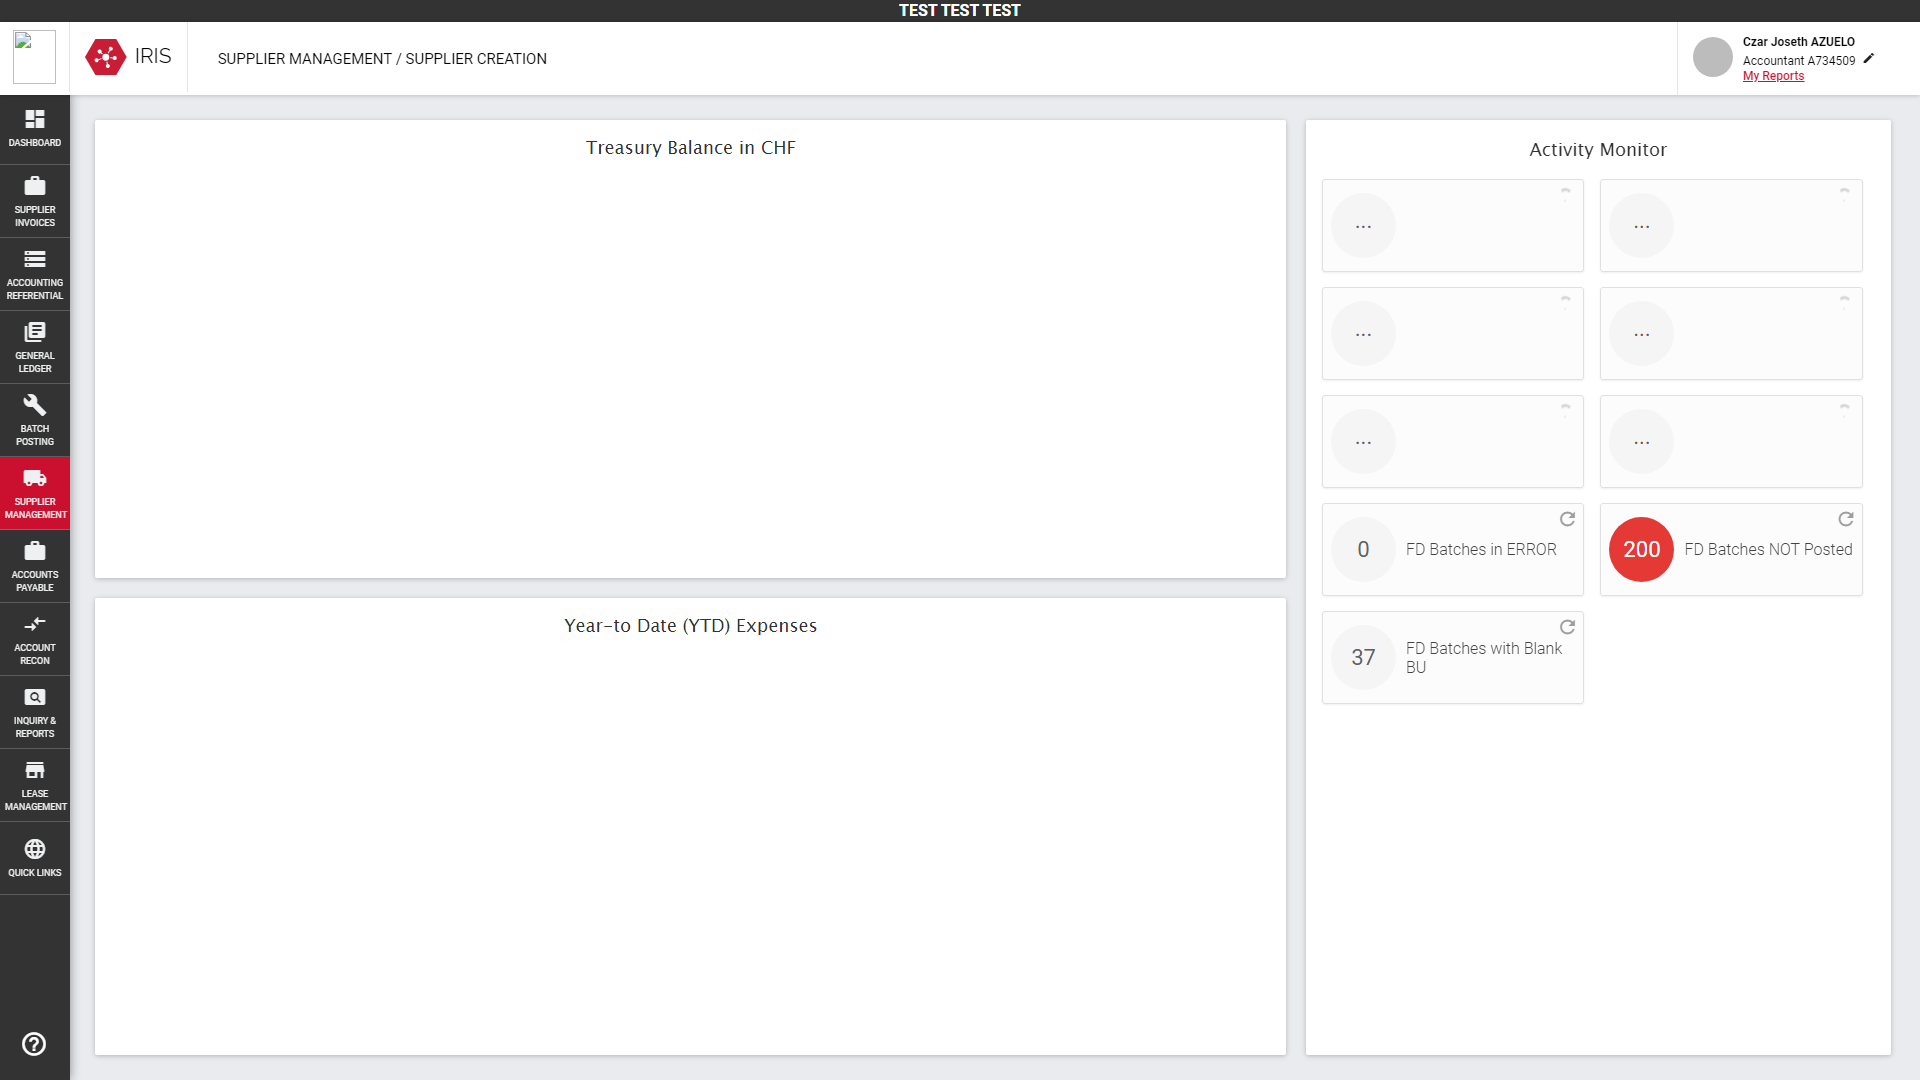 TEST TEST TEST
IRIS
SUPPLIER MANAGEMENT / SUPPLIER CREATION
Czar Joseth AZUELO
Accountant A734509
My Reports
DASHBOARD
SUPPLIER
INVOICES
ACCOUNTING
REFERENTIAL
GENERAL
LEDGER
BATCH
POSTING
SUPPLIER
MANAGEMENT
ACCOUNTS
PAYABLE
ACCOUNT
RECON
INQUIRY &
REPORTS
LEASE
MANAGEMENT
QUICK LINKS
Treasury Balance in CHF
Year-to Date (YTD) Expenses
Activity Monitor
...
...
...
...
...
...
0
FD Batches in ERROR
200
FD Batches NOT Posted
37
FD Batches with Blank
BU